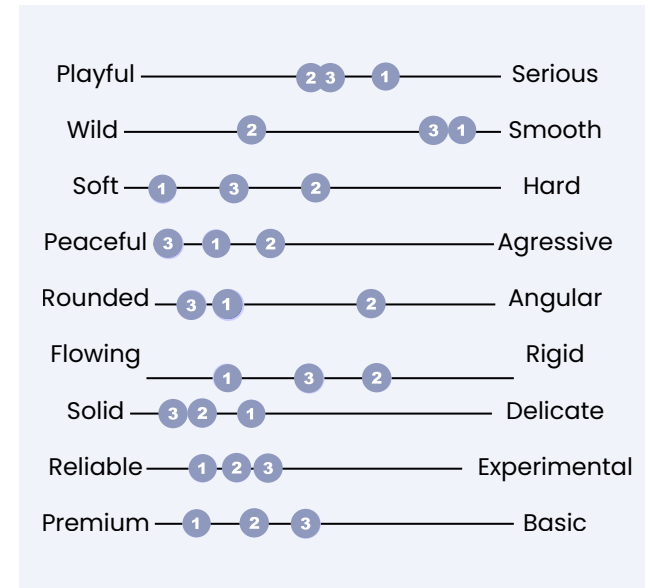 Playful 2 3 1 Serious
Wild 2 3 1 Smooth
Soft 1 3 2 Hard
Peaceful 3 1 2 Agressive
Rounded 3 1 2 Angular
Flowing 1 3 2 Rigid
Solid 3 2 1 Delicate
Reliable 1 2 3 Experimental
Premium 1 2 3 Basic